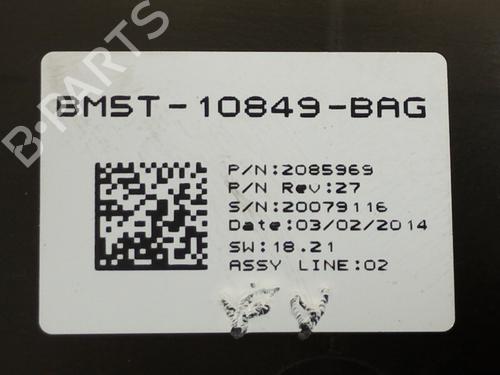 B-PARTS
BM5T-10849-BAG
P/N:2085969
P/N Rev:27
S/N:20079116
Date:03/02/2014
SW:18.21
ASSY LINE:02